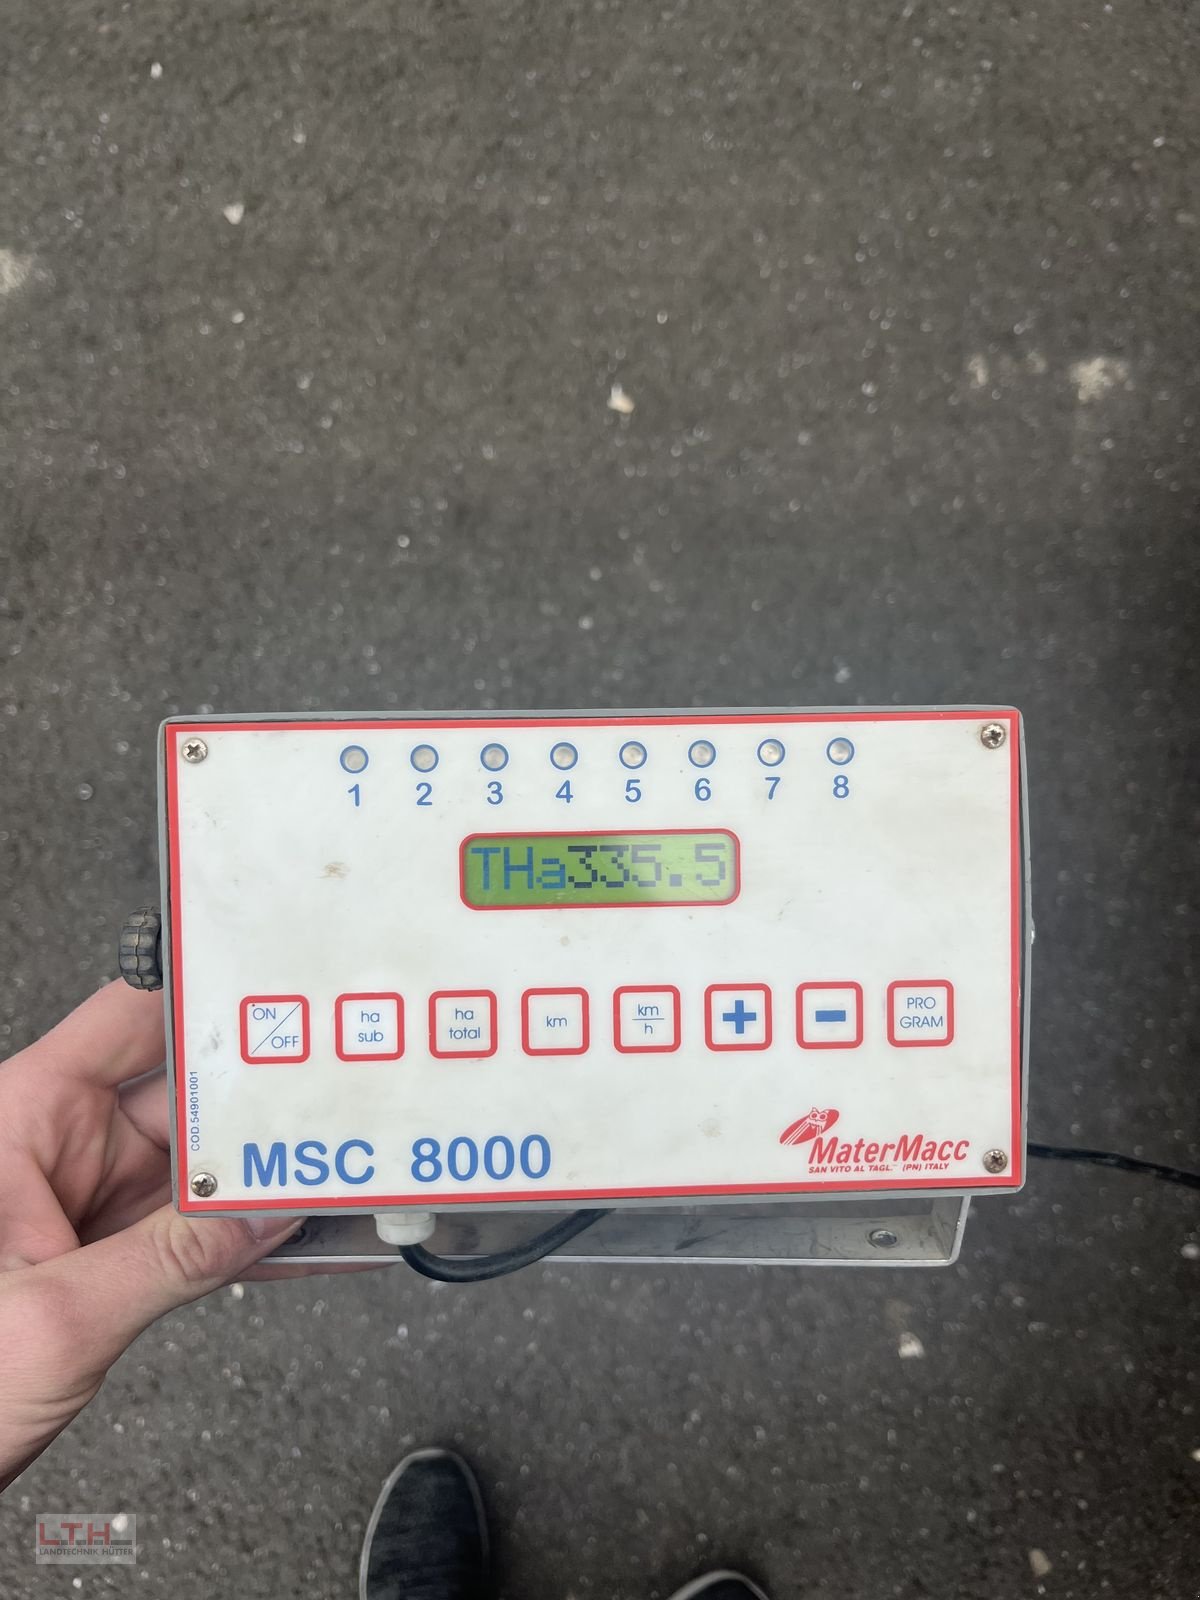 1 2 3 4 5 6 7 8
THa335.5
ON/OFF
ha sub
ha total
km
km/h
+
-
PRO GRAM
COD.54901001
MSC 8000
MaterMacc
SAN VITO AL TAGL. (PN) ITALY
LTH
LANDTECHNIK HÜTTER